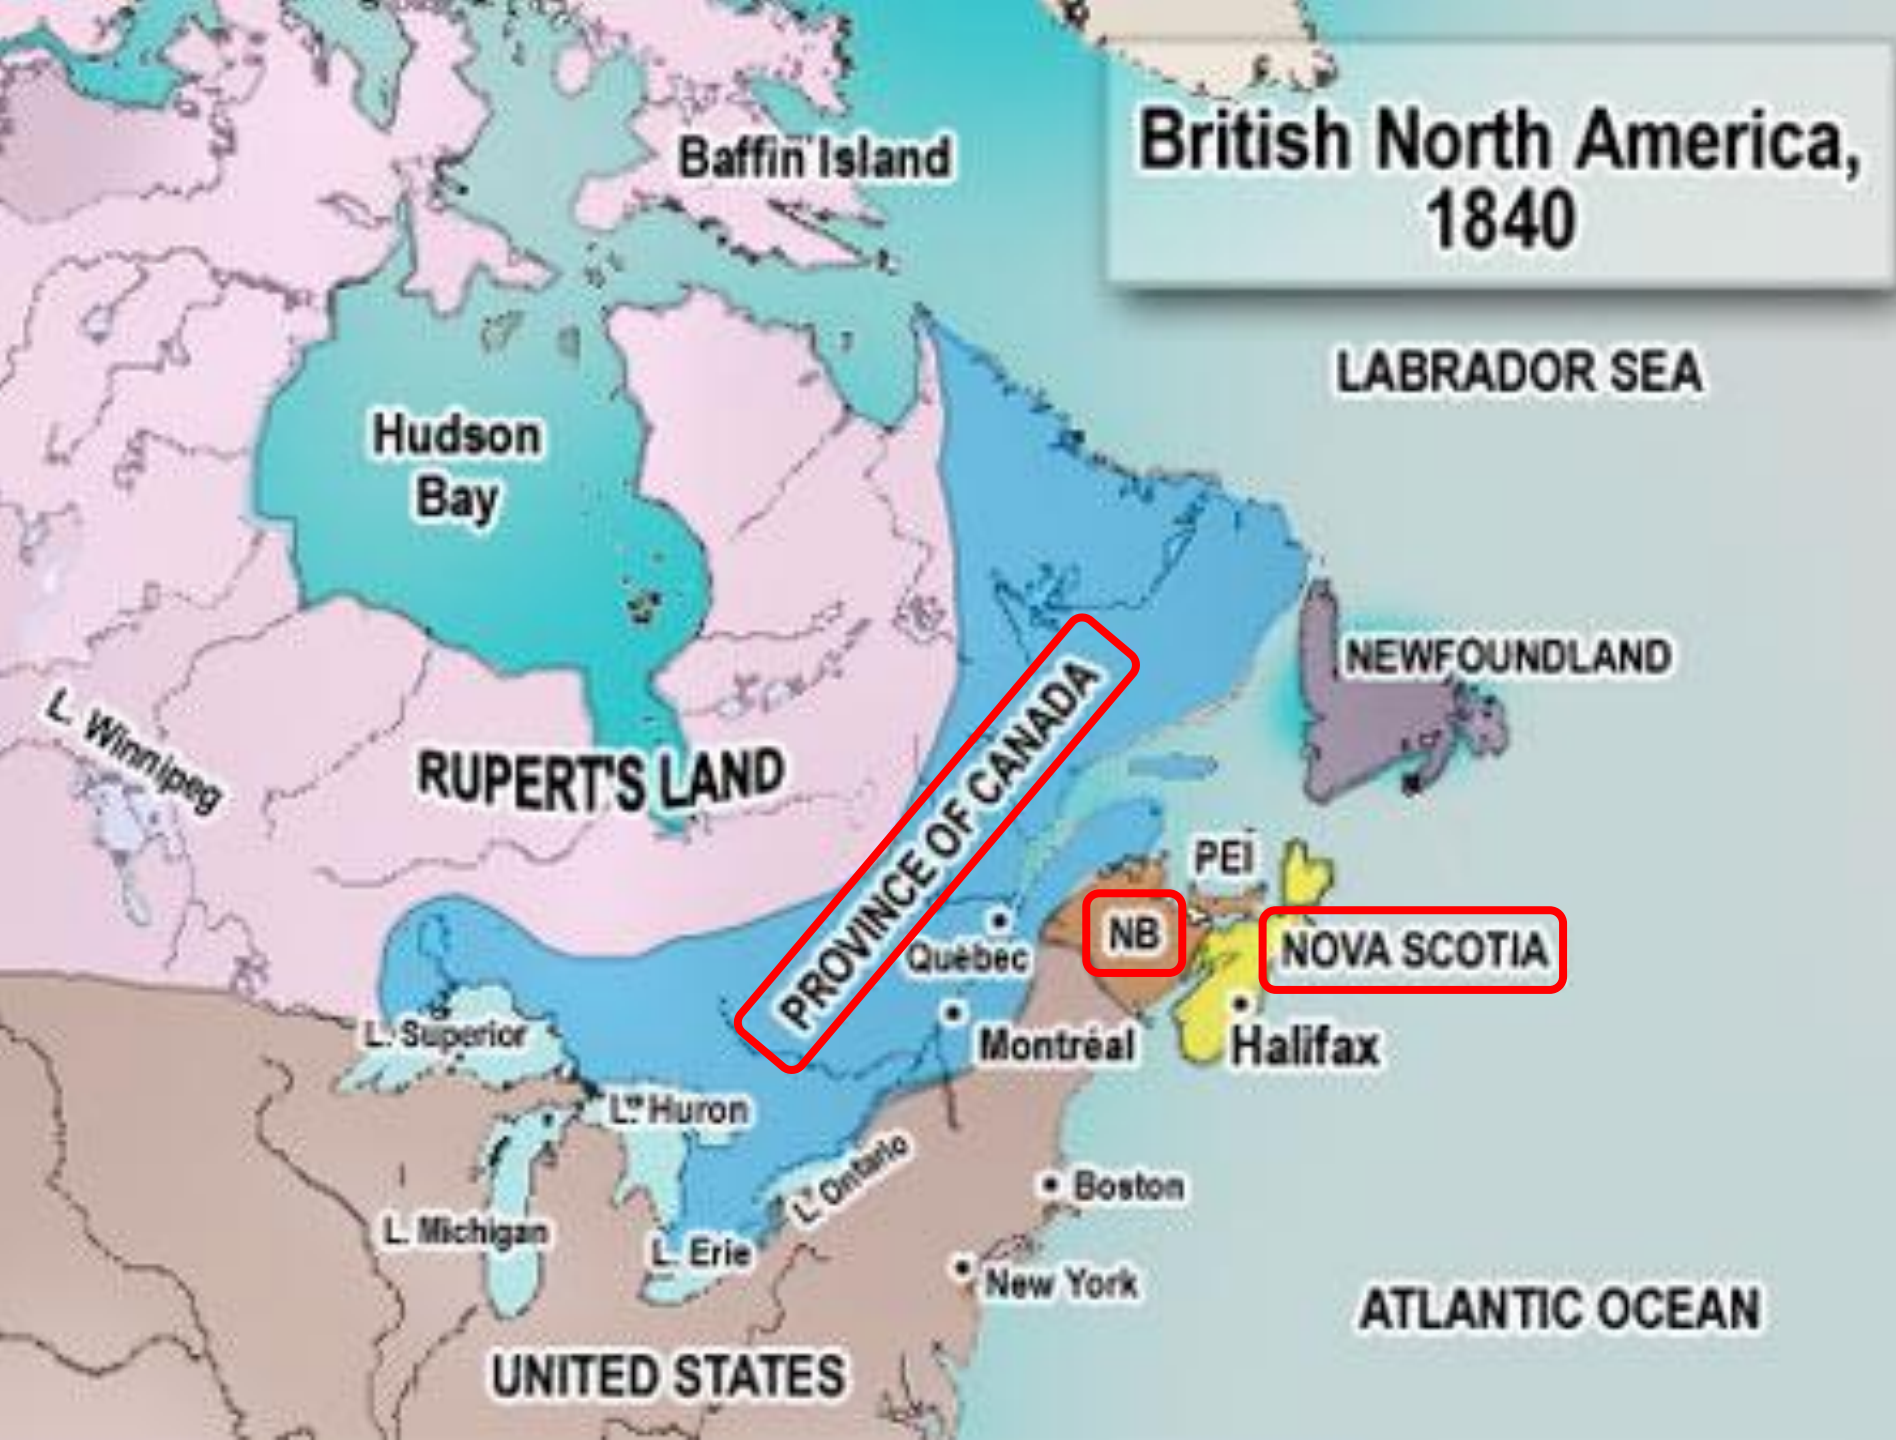 British North America,
1840
Baffin Island
LABRADOR SEA
Hudson
Bay
NEWFOUNDLAND
L. Winnipeg
RUPERT'S LAND
PROVINCE OF CANADA
PEI
NB
NOVA SCOTIA
Québec
Halifax
Montréal
L. Superior
L. Huron
L. Ontario
Boston
L. Michigan
L. Erie
New York
ATLANTIC OCEAN
UNITED STATES